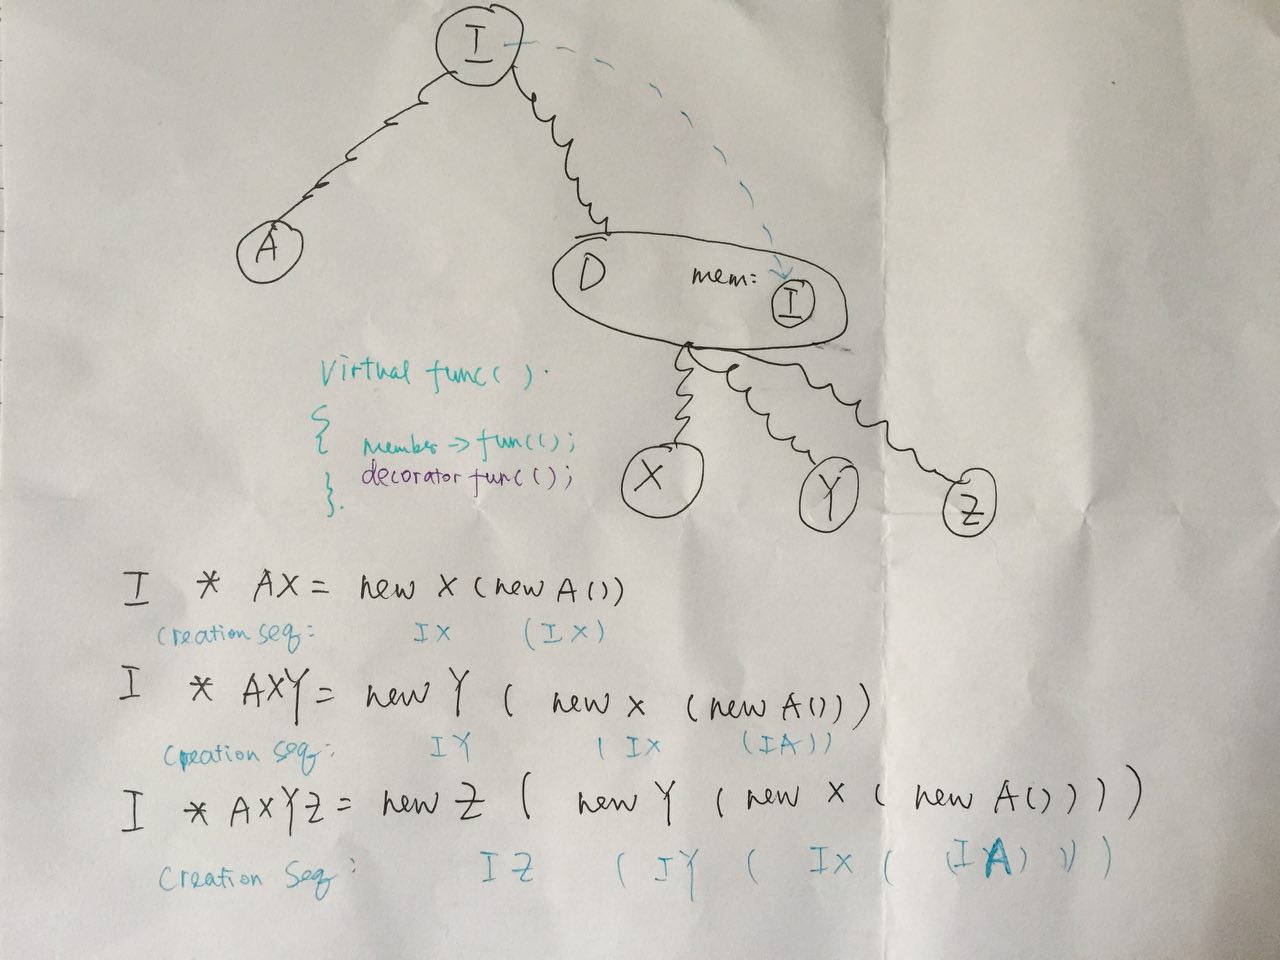 I
A
D mem: I
Virtual func().
{
member->func();
decorator func();
}.
X
Y
Z
I * AX = new X (new A())
Creation seq: IX (IX)
I * AXY = new Y ( new X (new A()))
Creation seq: IY ( IX (IA))
I * AXYZ = new Z ( new Y ( new X ( new A())))
Creation Seq: IZ ( IY ( IX ( (IA) )) )